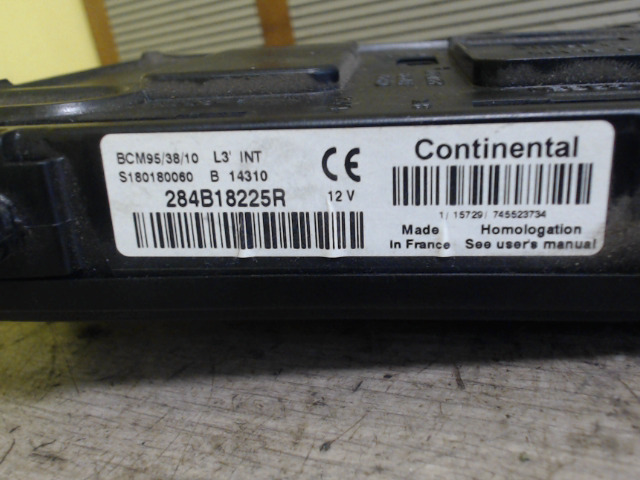 BCM95/38/10 L3' INT
S180180060 B 14310
284B18225R
12 V
CE
Continental
1/ 15729/ 745523734
Made
in France
Homologation
See user's manual